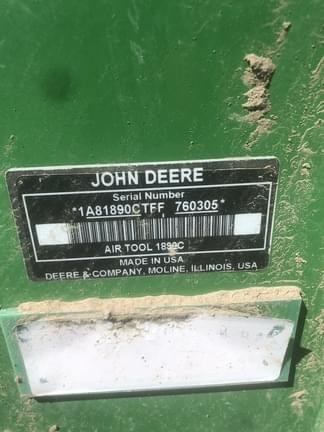 JOHN DEERE
Serial Number
*1A81890CTFF 760305*
AIR TOOL 1890C
MADE IN USA
DEERE & COMPANY, MOLINE, ILLINOIS, USA